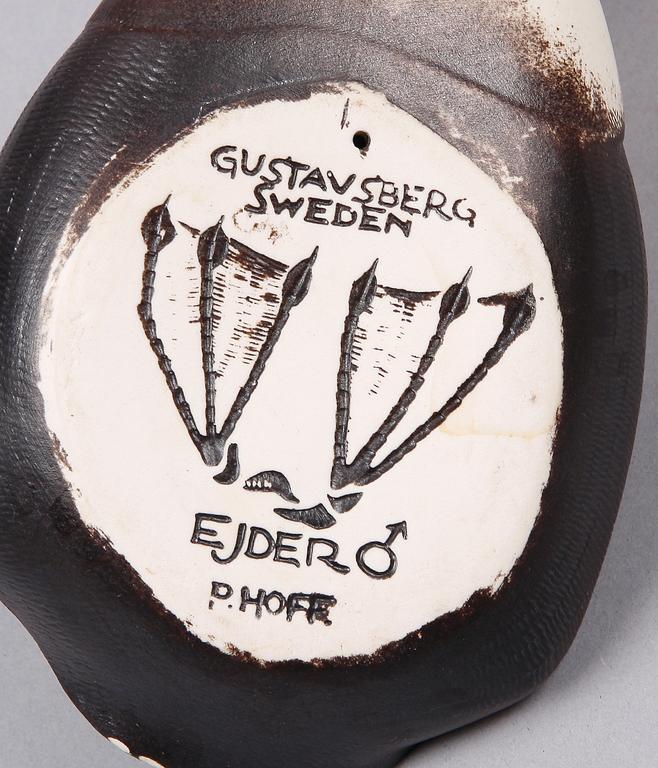 GUSTAVSBERG
SWEDEN
EJDER ♂
P. HOFF